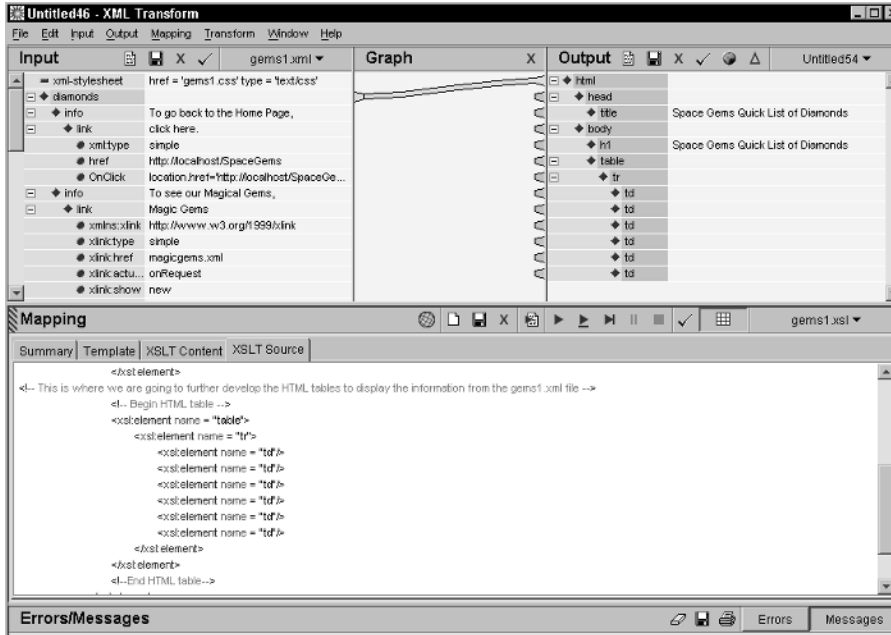 Untitled46 - XML Transform
File Edit Input Output Mapping Transform Window Help
Input gems1.xml
Graph X
Output Untitled54
xml-stylesheet href = 'gems1.css' type = 'text/css'
diamonds
info To go back to the Home Page,
link click here.
xml:type simple
href http://localhost/SpaceGems
OnClick location.href='http://localhost/SpaceGe...
info To see our Magical Gems,
link Magic Gems
xmlns:xlink http://www.w3.org/1999/xlink
xlink:type simple
xlink:href magicgems.xml
xlink:actu... onRequest
xlink:show new
html
head
title Space Gems Quick List of Diamonds
body
h1 Space Gems Quick List of Diamonds
table
tr
td
td
td
td
td
td
Mapping gems1.xsl
Summary Template XSLT Content XSLT Source
</xsl:element>
<!-- This is where we are going to further develop the HTML tables to display the information from the gems1.xml file -->
<!-- Begin HTML table -->
<xsl:element name = "table">
<xsl:element name = "tr">
<xsl:element name = "td"/>
<xsl:element name = "td"/>
<xsl:element name = "td"/>
<xsl:element name = "td"/>
<xsl:element name = "td"/>
<xsl:element name = "td"/>
</xsl:element>
</xsl:element>
<!--End HTML table-->
Errors/Messages Errors Messages